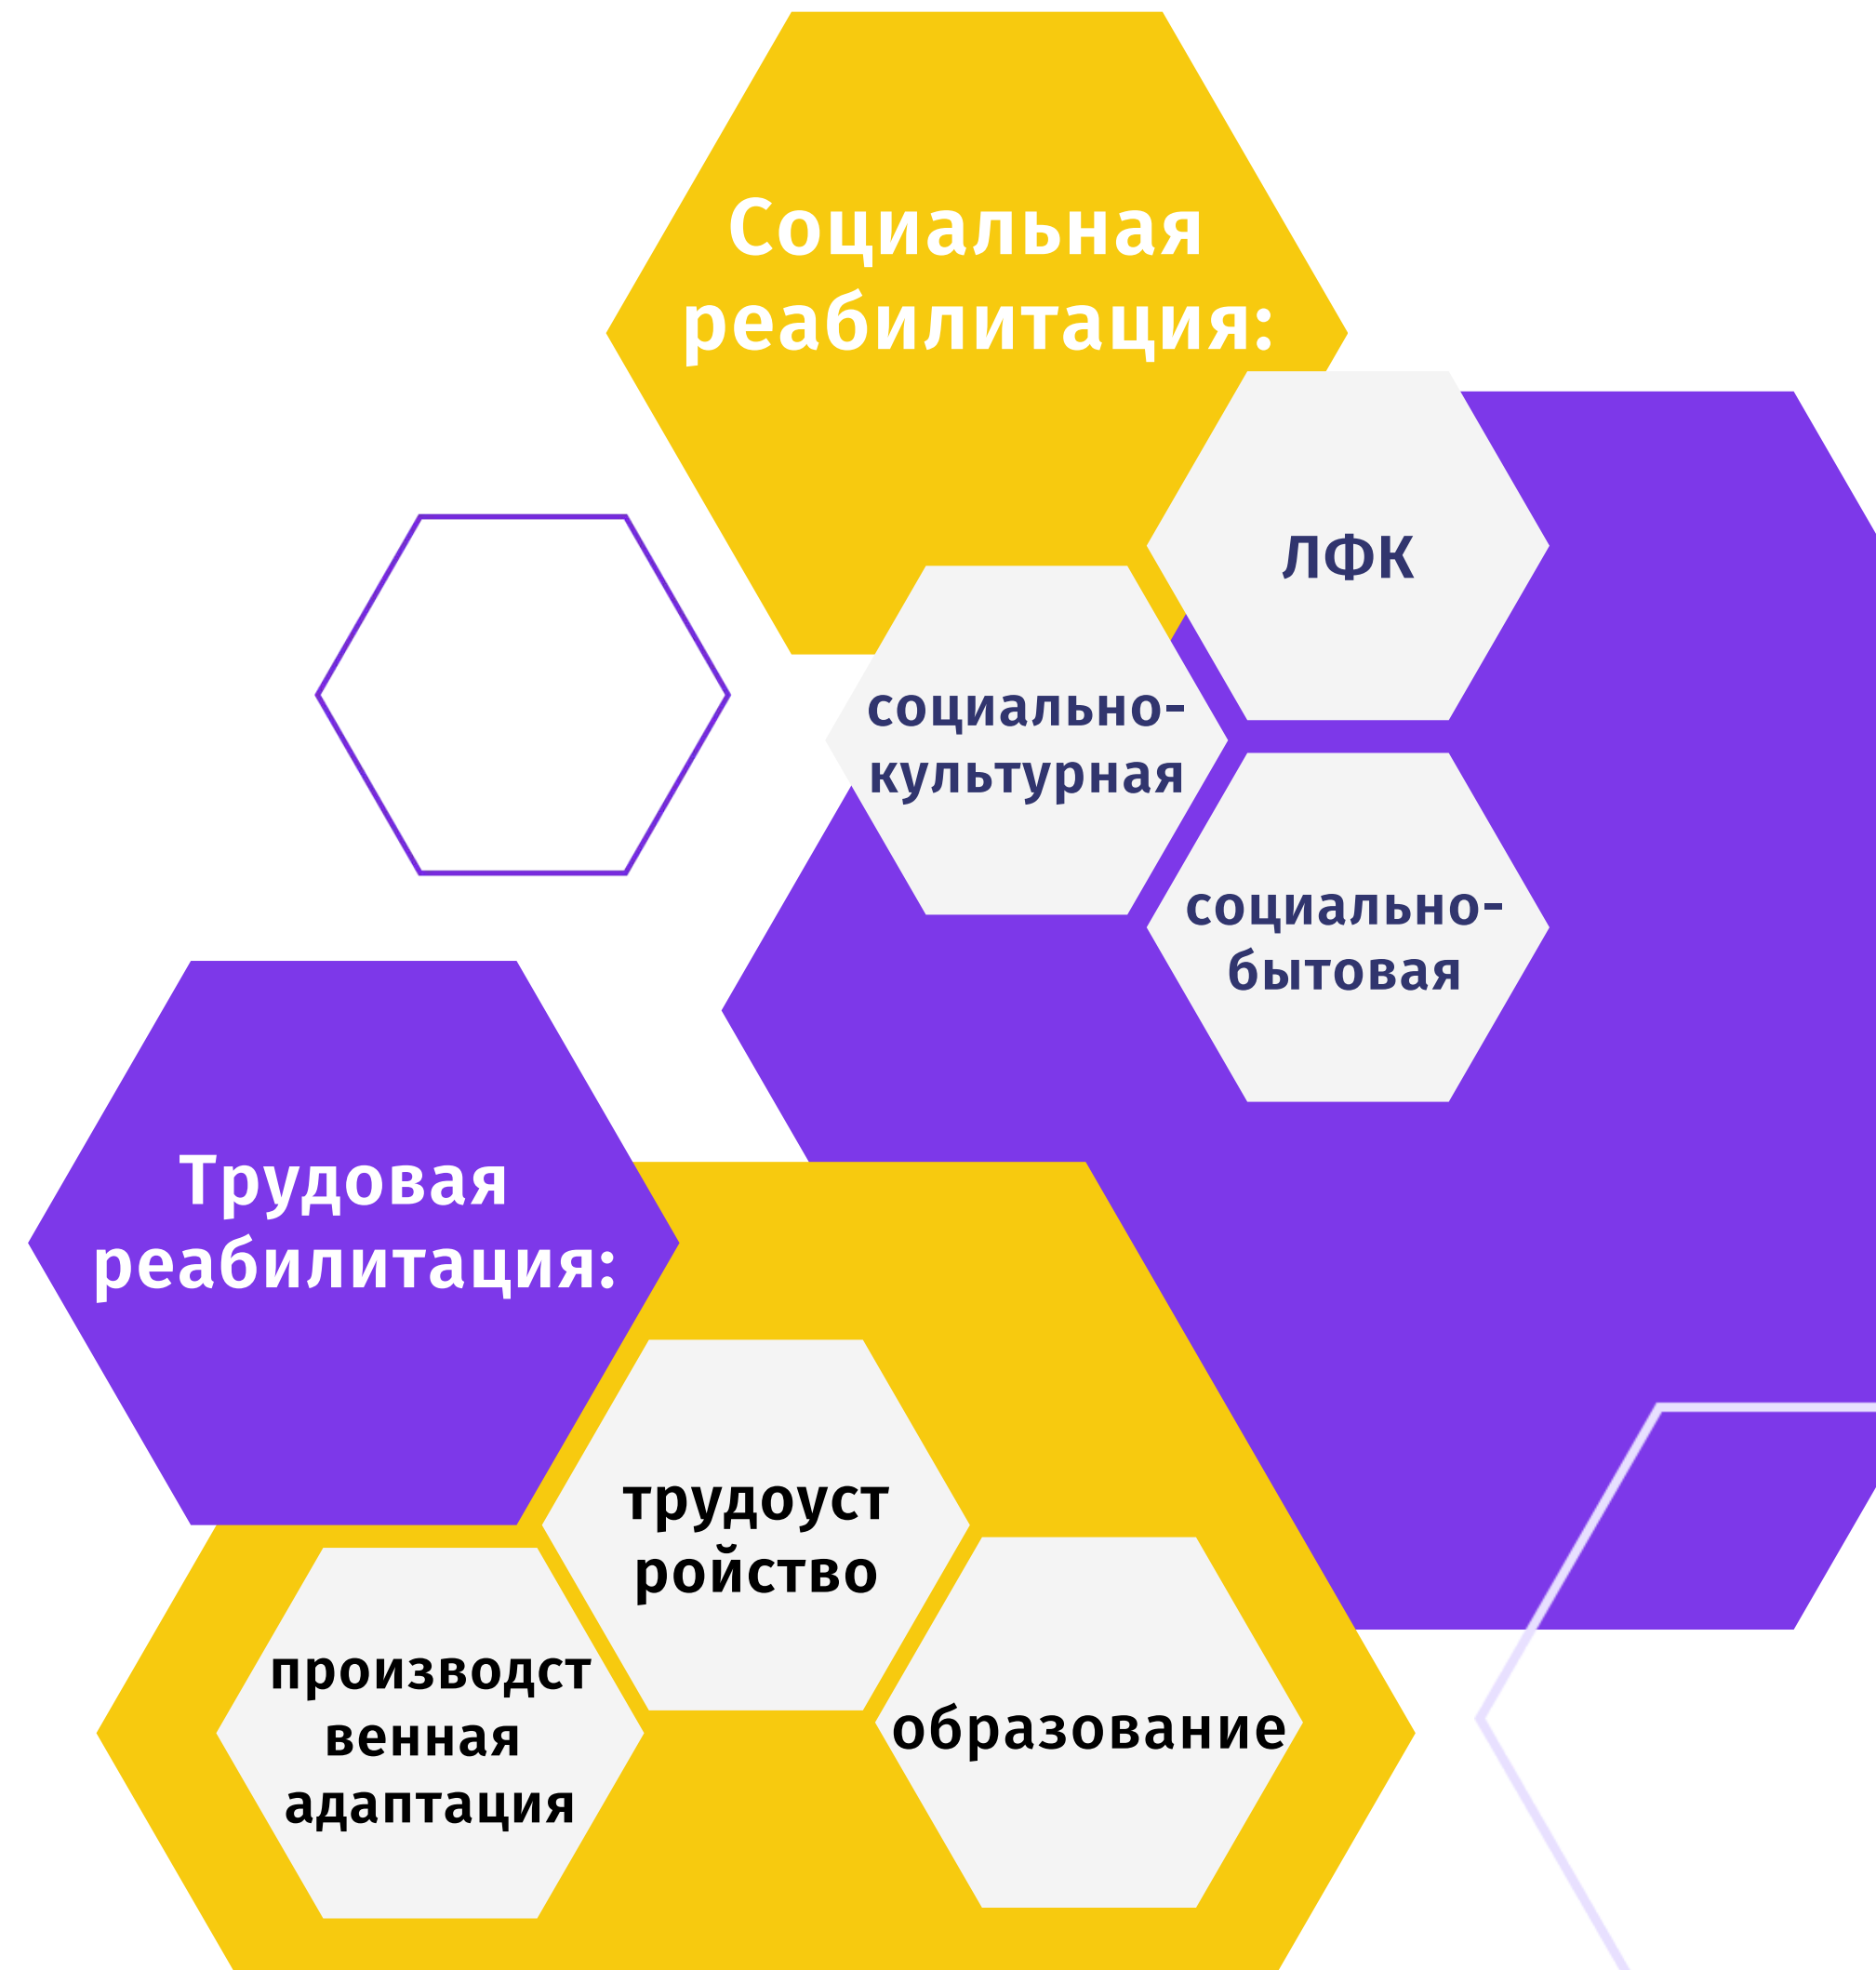 Социальная
реабилитация:
ЛФК
социально-
культурная
социально-
бытовая
Трудовая
реабилитация:
трудоуст
ройство
производст
венная
адаптация
образование